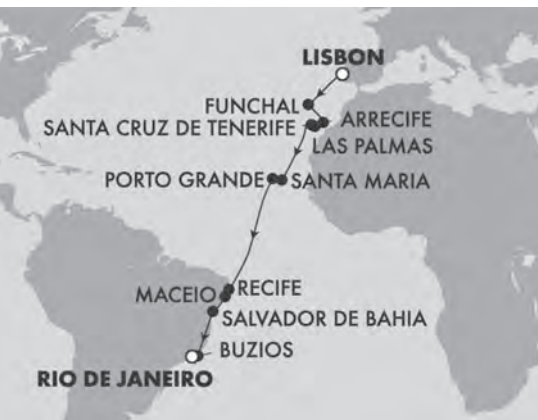 LISBON
FUNCHAL
SANTA CRUZ DE TENERIFE
ARRECIFE
LAS PALMAS
PORTO GRANDE
SANTA MARIA
RECIFE
MACEIO
SALVADOR DE BAHIA
BUZIOS
RIO DE JANEIRO